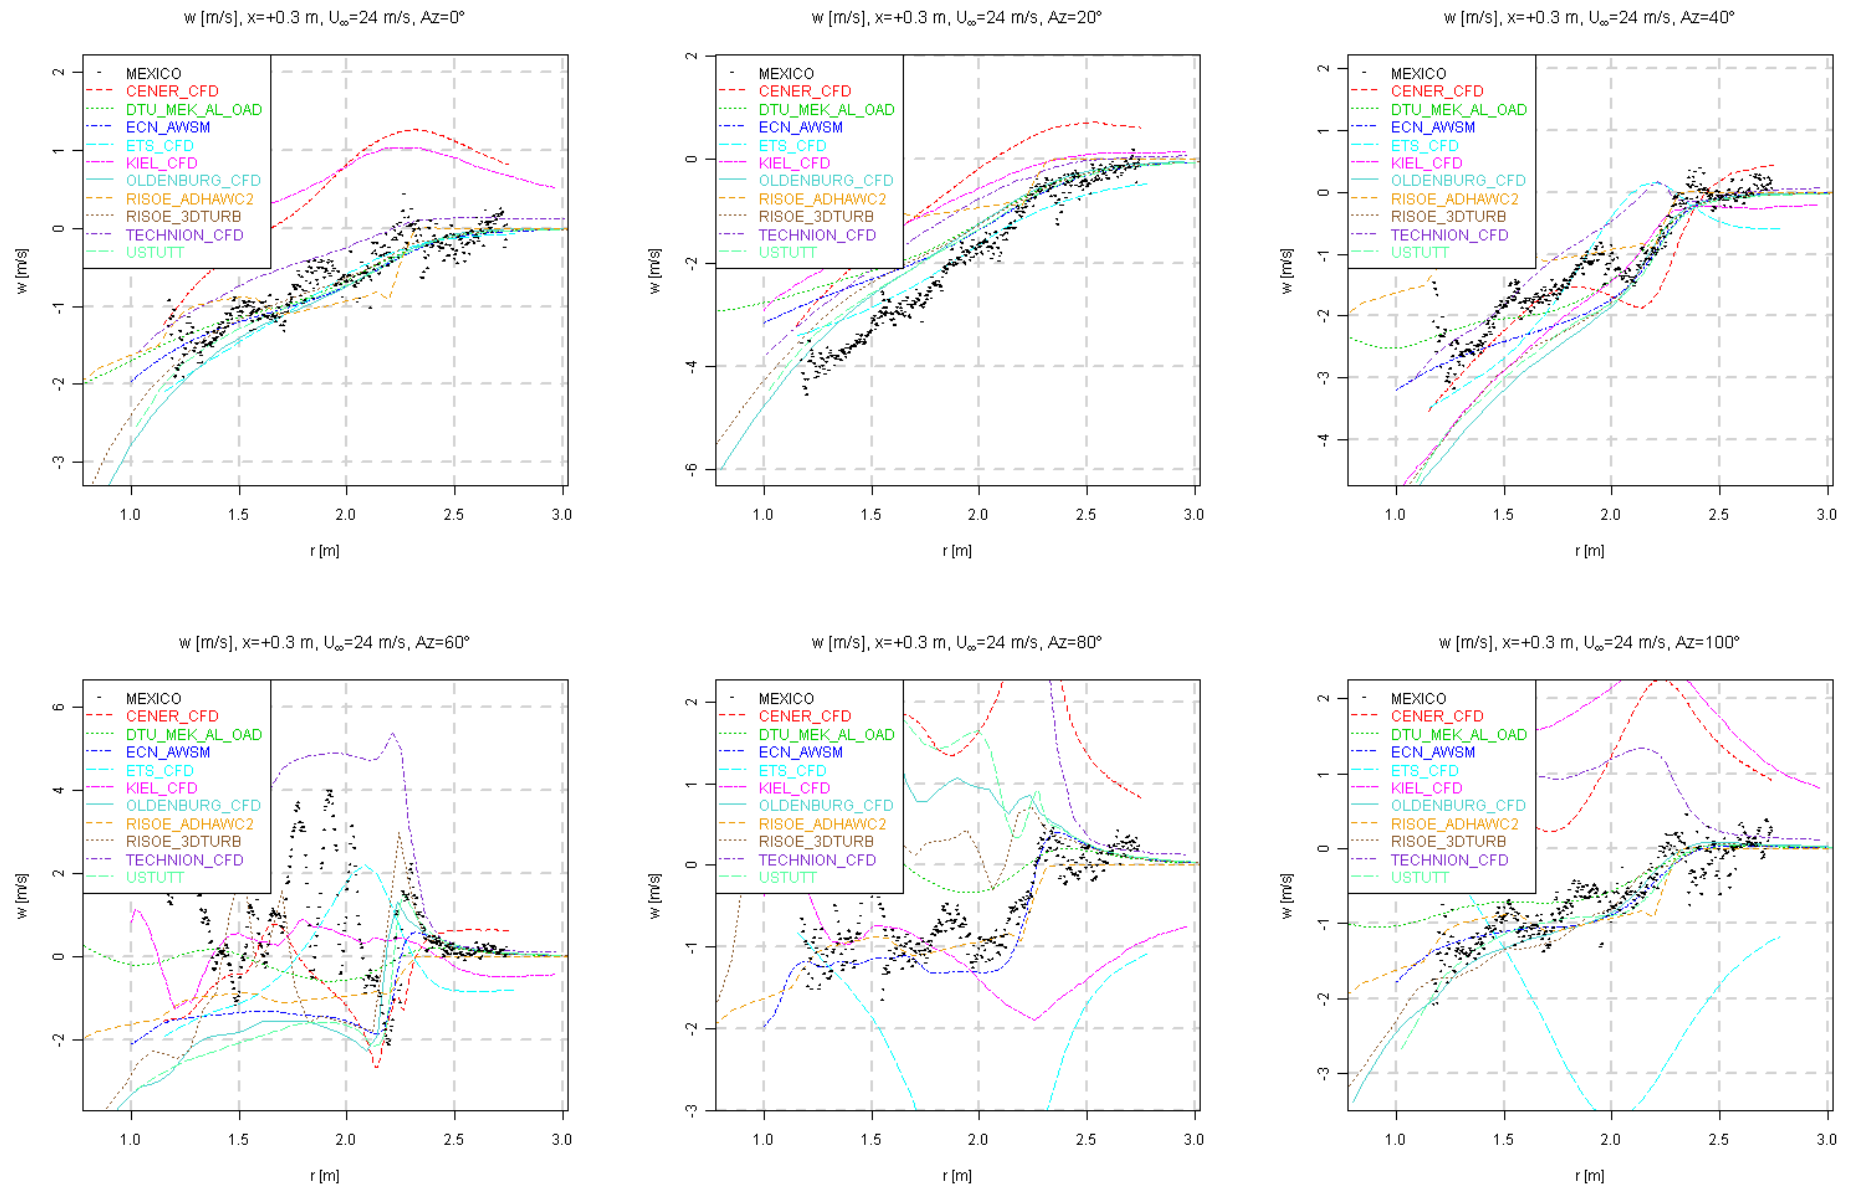 w [m/s], x=+0.3 m, U∞=24 m/s, Az=0°
2
1
0
-1
-2
-3
w [m/s]
MEXICO
CENER_CFD
DTU_MEK_AL_OAD
ECN_AWSM
ETS_CFD
KIEL_CFD
OLDENBURG_CFD
RISOE_ADHAWC2
RISOE_3DTURB
TECHNION_CFD
USTUTT
1.0 1.5 2.0 2.5 3.0
r [m]
w [m/s], x=+0.3 m, U∞=24 m/s, Az=20°
2
0
-2
-4
-6
w [m/s]
MEXICO
CENER_CFD
DTU_MEK_AL_OAD
ECN_AWSM
ETS_CFD
KIEL_CFD
OLDENBURG_CFD
RISOE_ADHAWC2
RISOE_3DTURB
TECHNION_CFD
USTUTT
1.0 1.5 2.0 2.5 3.0
r [m]
w [m/s], x=+0.3 m, U∞=24 m/s, Az=40°
2
1
0
-1
-2
-3
-4
w [m/s]
MEXICO
CENER_CFD
DTU_MEK_AL_OAD
ECN_AWSM
ETS_CFD
KIEL_CFD
OLDENBURG_CFD
RISOE_ADHAWC2
RISOE_3DTURB
TECHNION_CFD
USTUTT
1.0 1.5 2.0 2.5 3.0
r [m]
w [m/s], x=+0.3 m, U∞=24 m/s, Az=60°
6
4
2
0
-2
w [m/s]
MEXICO
CENER_CFD
DTU_MEK_AL_OAD
ECN_AWSM
ETS_CFD
KIEL_CFD
OLDENBURG_CFD
RISOE_ADHAWC2
RISOE_3DTURB
TECHNION_CFD
USTUTT
1.0 1.5 2.0 2.5 3.0
r [m]
w [m/s], x=+0.3 m, U∞=24 m/s, Az=80°
2
1
0
-1
-2
-3
w [m/s]
MEXICO
CENER_CFD
DTU_MEK_AL_OAD
ECN_AWSM
ETS_CFD
KIEL_CFD
OLDENBURG_CFD
RISOE_ADHAWC2
RISOE_3DTURB
TECHNION_CFD
USTUTT
1.0 1.5 2.0 2.5 3.0
r [m]
w [m/s], x=+0.3 m, U∞=24 m/s, Az=100°
2
1
0
-1
-2
-3
w [m/s]
MEXICO
CENER_CFD
DTU_MEK_AL_OAD
ECN_AWSM
ETS_CFD
KIEL_CFD
OLDENBURG_CFD
RISOE_ADHAWC2
RISOE_3DTURB
TECHNION_CFD
USTUTT
1.0 1.5 2.0 2.5 3.0
r [m]